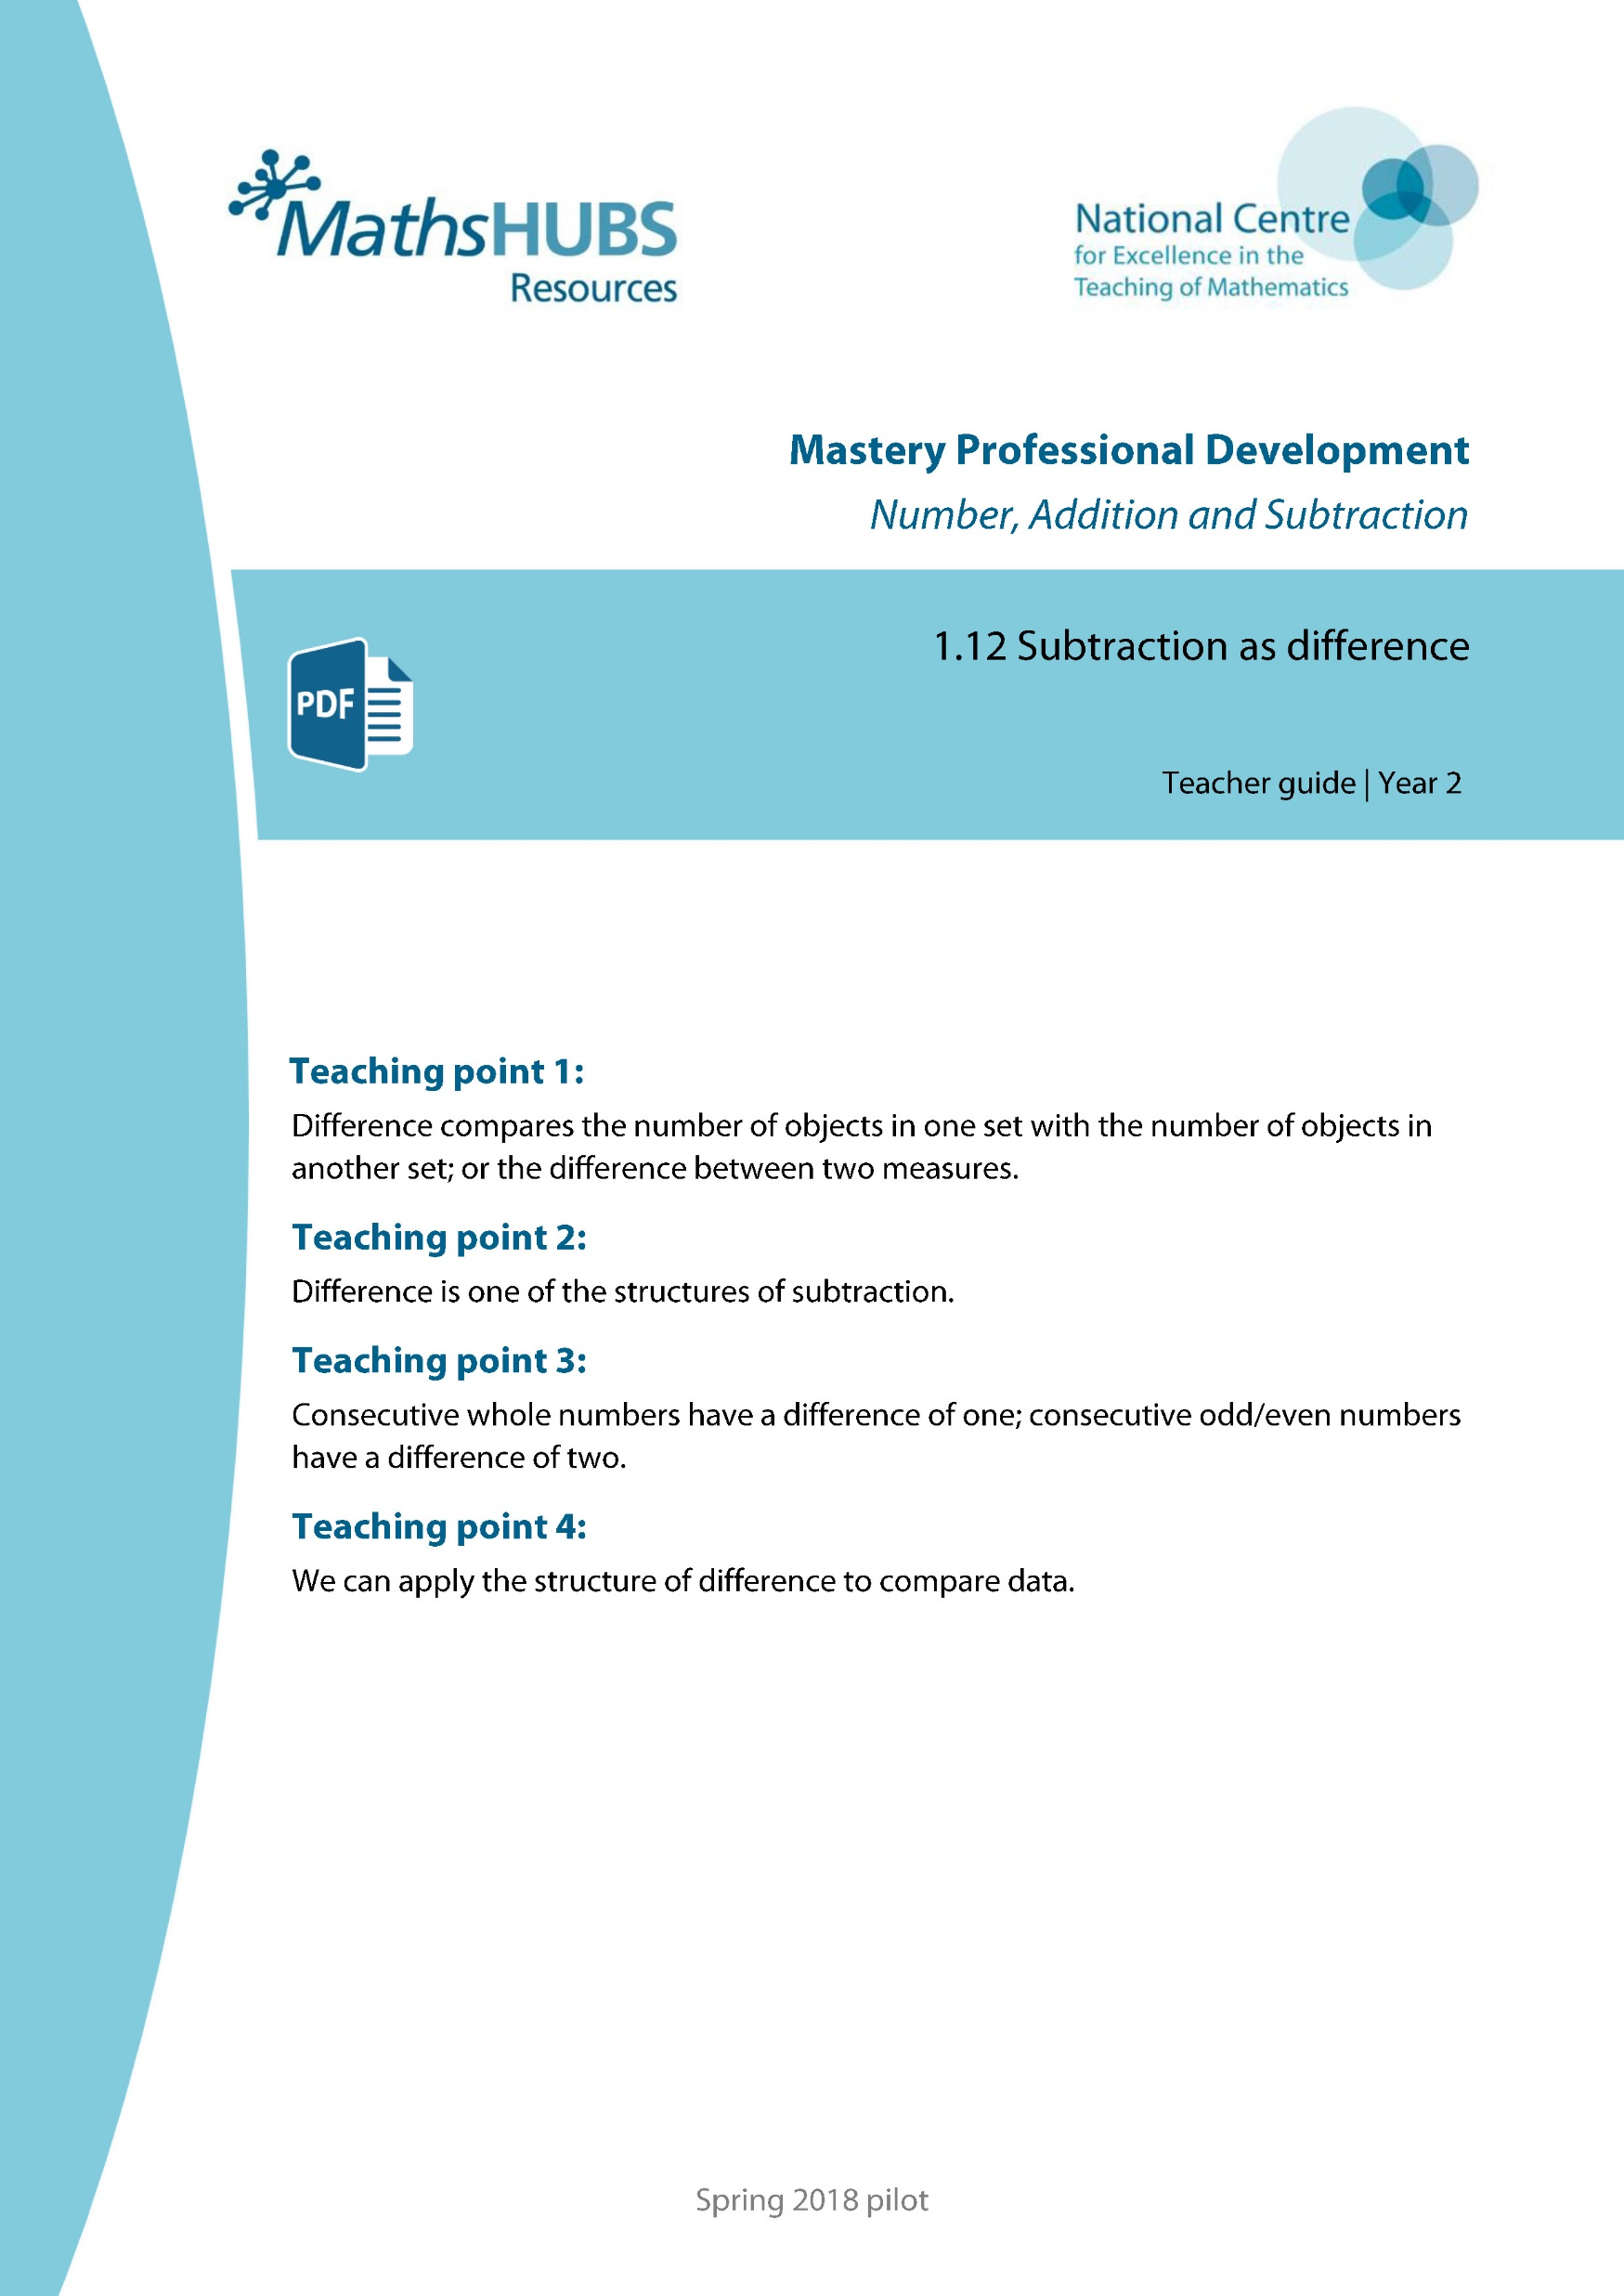 MathsHUBS
Resources
National Centre
for Excellence in the
Teaching of Mathematics
Mastery Professional Development
Number, Addition and Subtraction
1.12 Subtraction as difference
PDF
Teacher guide | Year 2
Teaching point 1:
Difference compares the number of objects in one set with the number of objects in
another set; or the difference between two measures.
Teaching point 2:
Difference is one of the structures of subtraction.
Teaching point 3:
Consecutive whole numbers have a difference of one; consecutive odd/even numbers
have a difference of two.
Teaching point 4:
We can apply the structure of difference to compare data.
Spring 2018 pilot